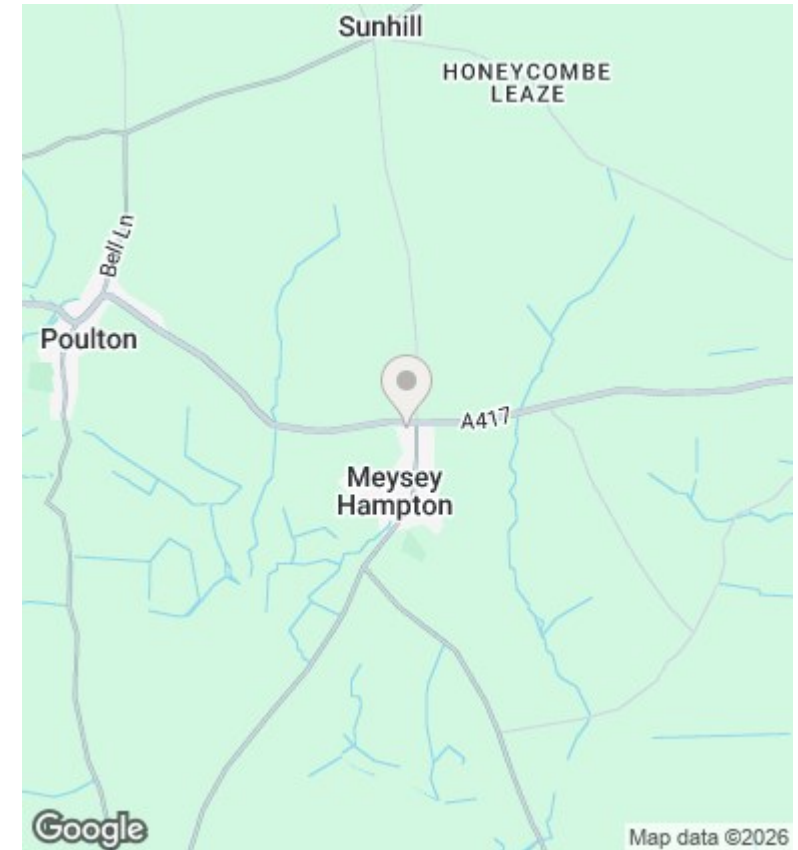 Sunhill
HONEYCOMBE
LEAZE
Bell Ln
Poulton
A417
Meysey
Hampton
Google
Map data ©2026